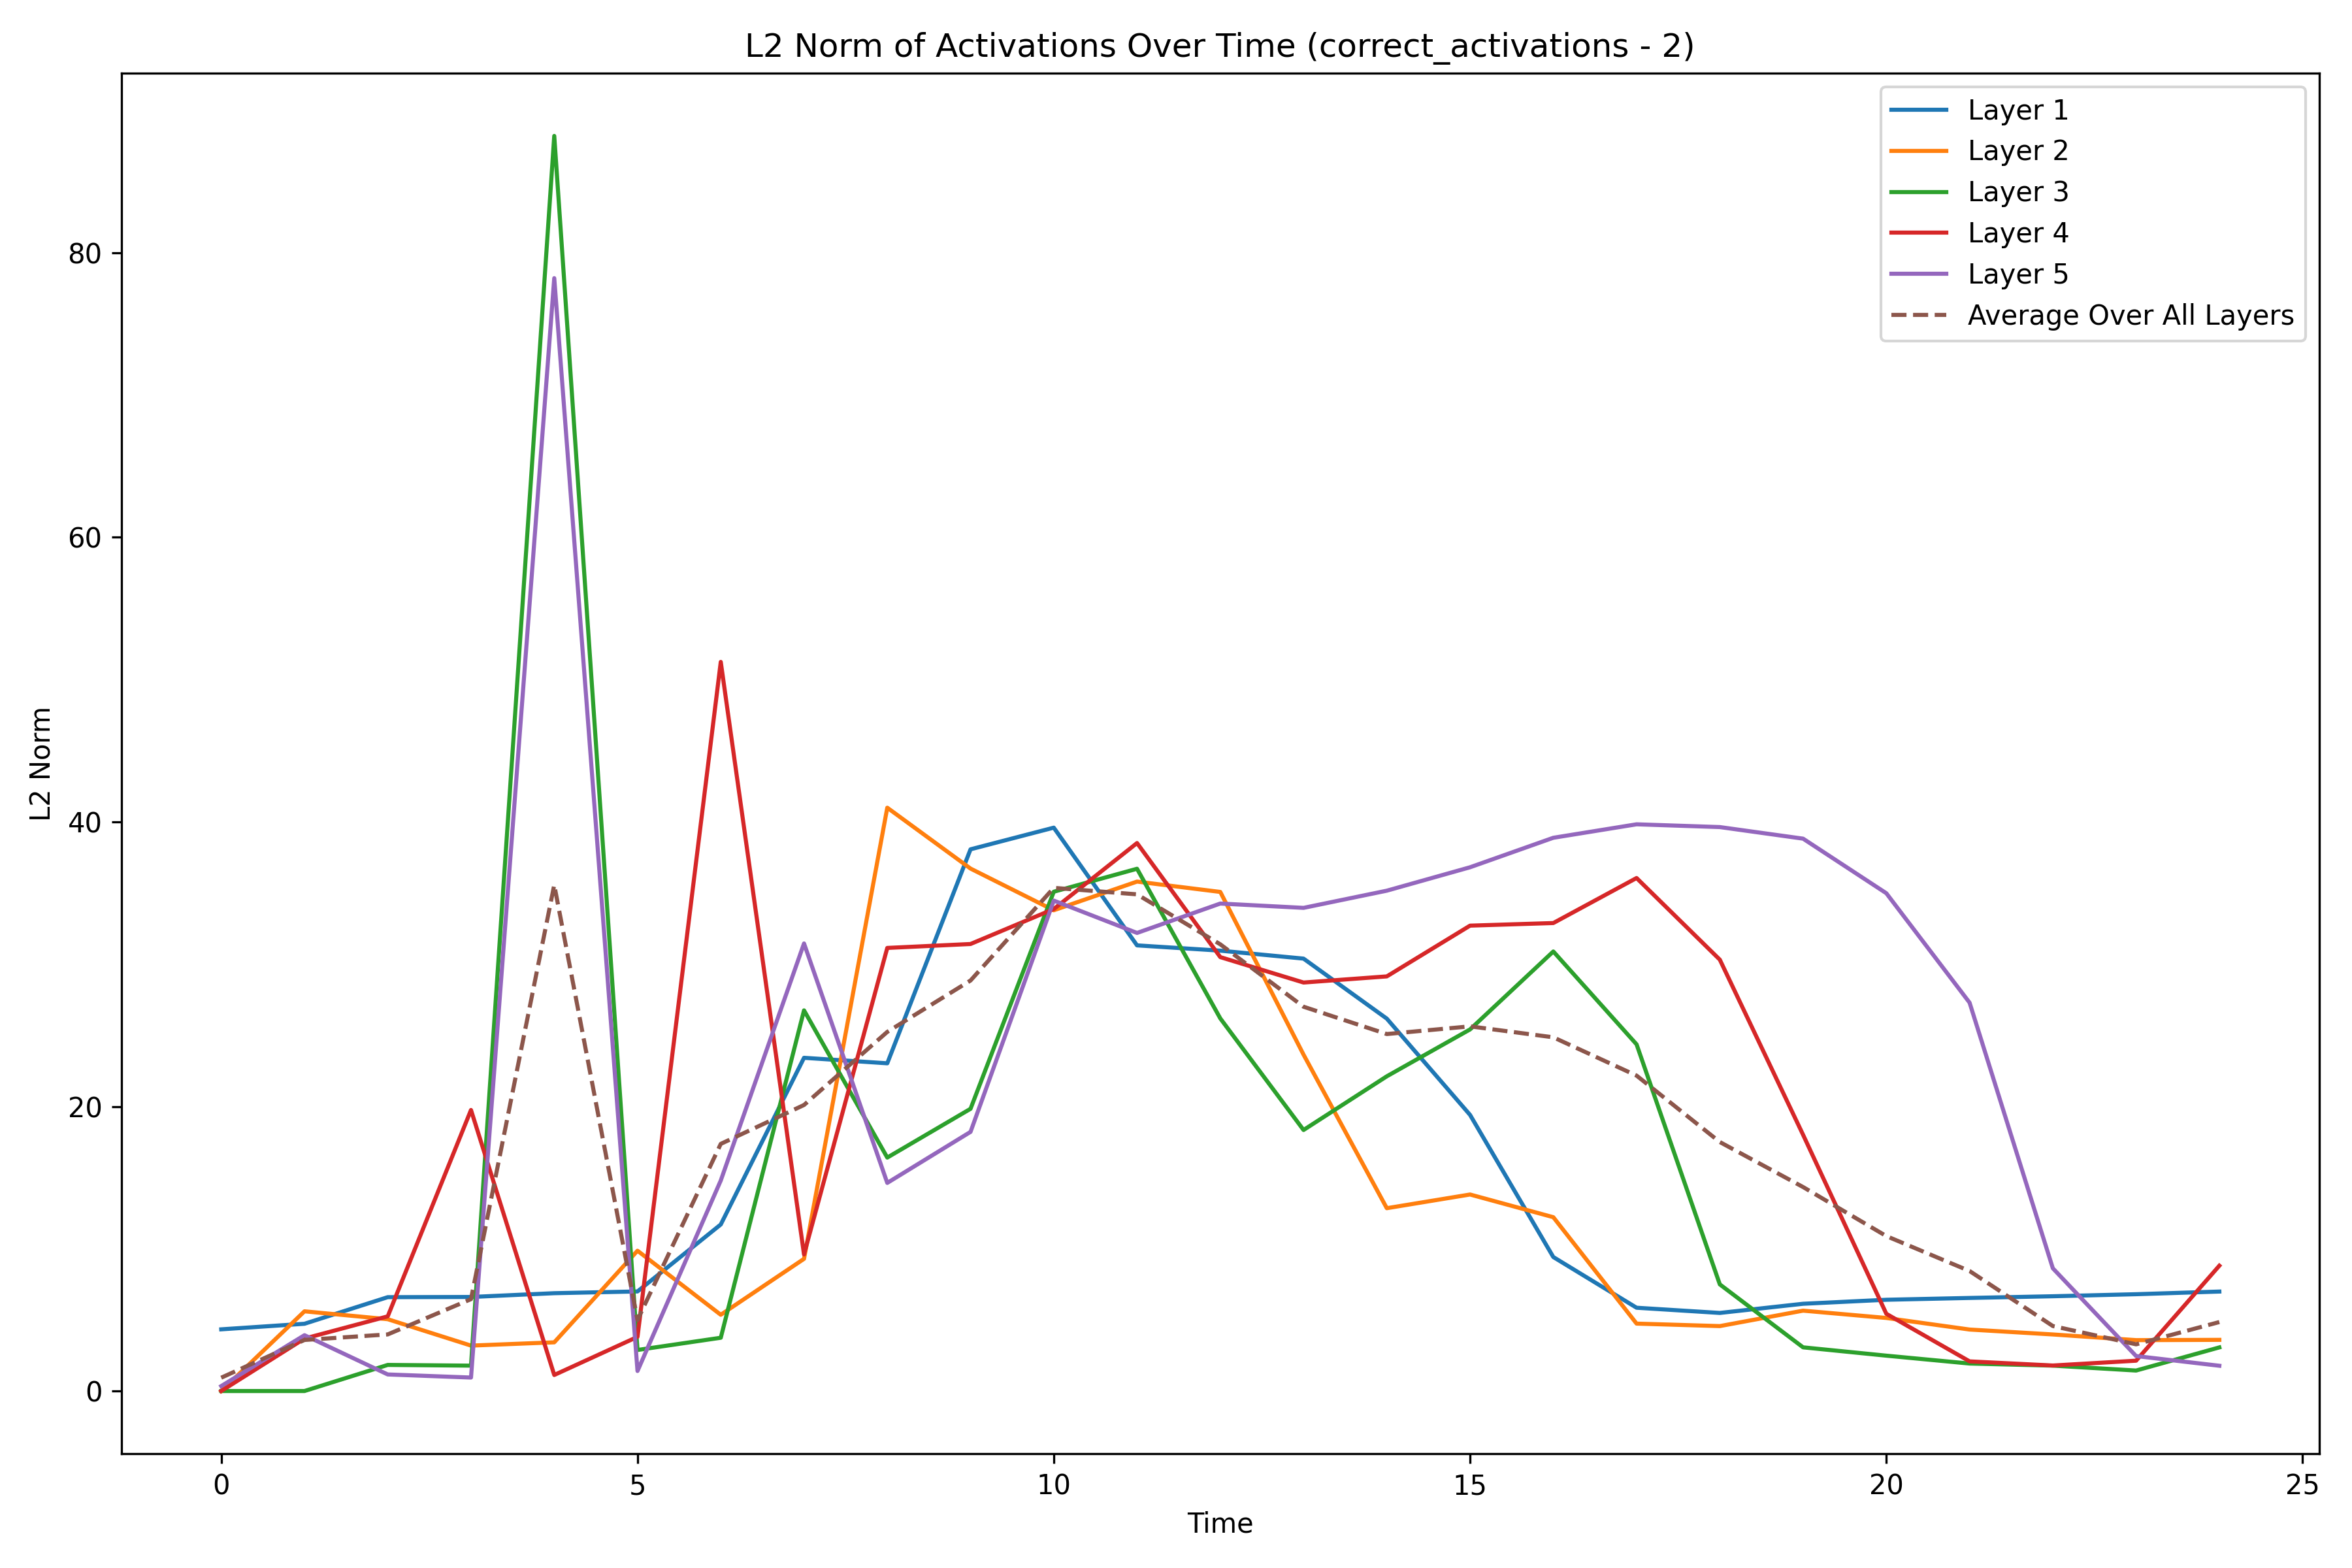 L2 Norm of Activations Over Time (correct_activations - 2)
Layer 1
Layer 2
Layer 3
Layer 4
Layer 5
Average Over All Layers
80
60
40
20
0
L2 Norm
0 5 10 15 20 25
Time